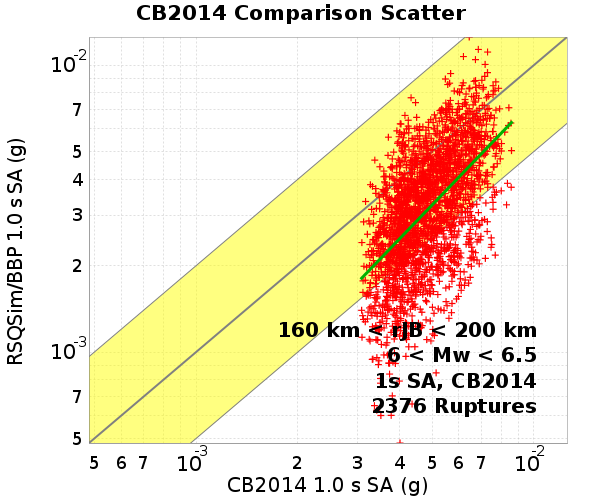 CB2014 Comparison Scatter
RSQSim/BBP 1.0 s SA (g)
10-2
7
5
4
3
2
10-3
7
5
160 km < rJB < 200 km
6 < Mw < 6.5
1s SA, CB2014
2376 Ruptures
5 6 7 10-3 2 3 4 5 6 7 10-2
CB2014 1.0 s SA (g)